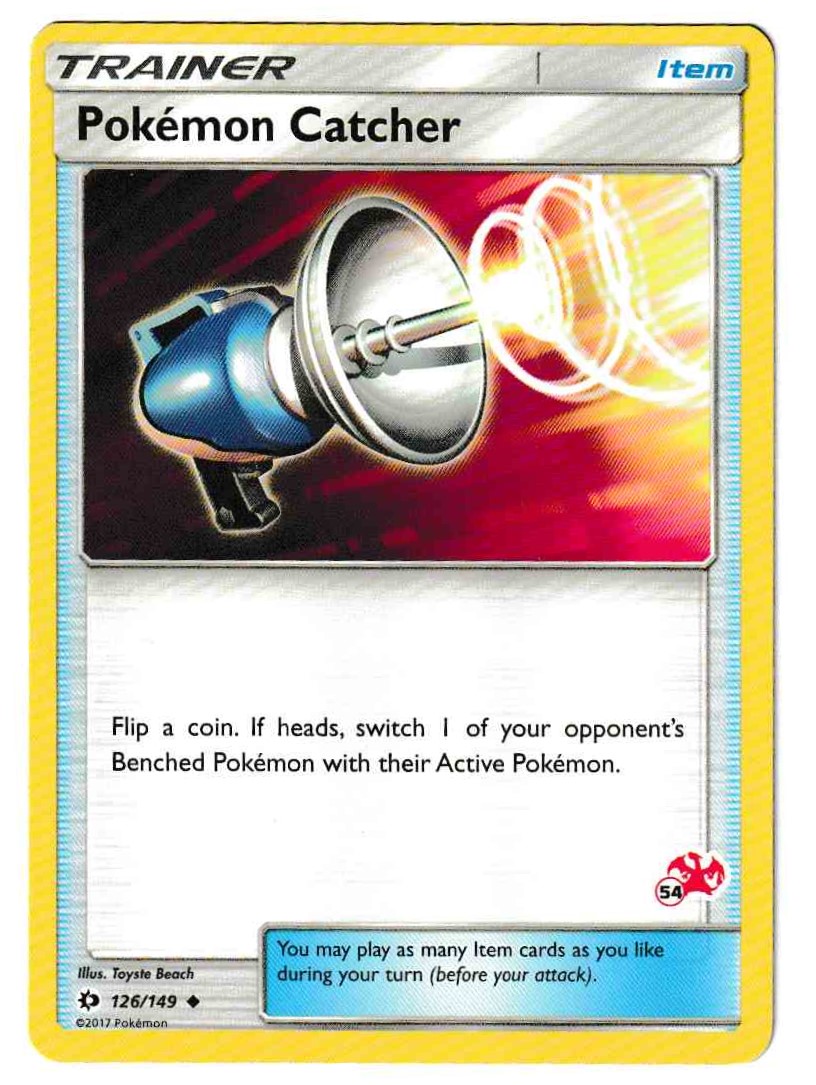 TRAINER Item
Pokémon Catcher
Flip a coin. If heads, switch 1 of your opponent's
Benched Pokémon with their Active Pokémon.
54
You may play as many Item cards as you like
during your turn (before your attack).
Illus. Toyste Beach
126/149 ◆
©2017 Pokémon